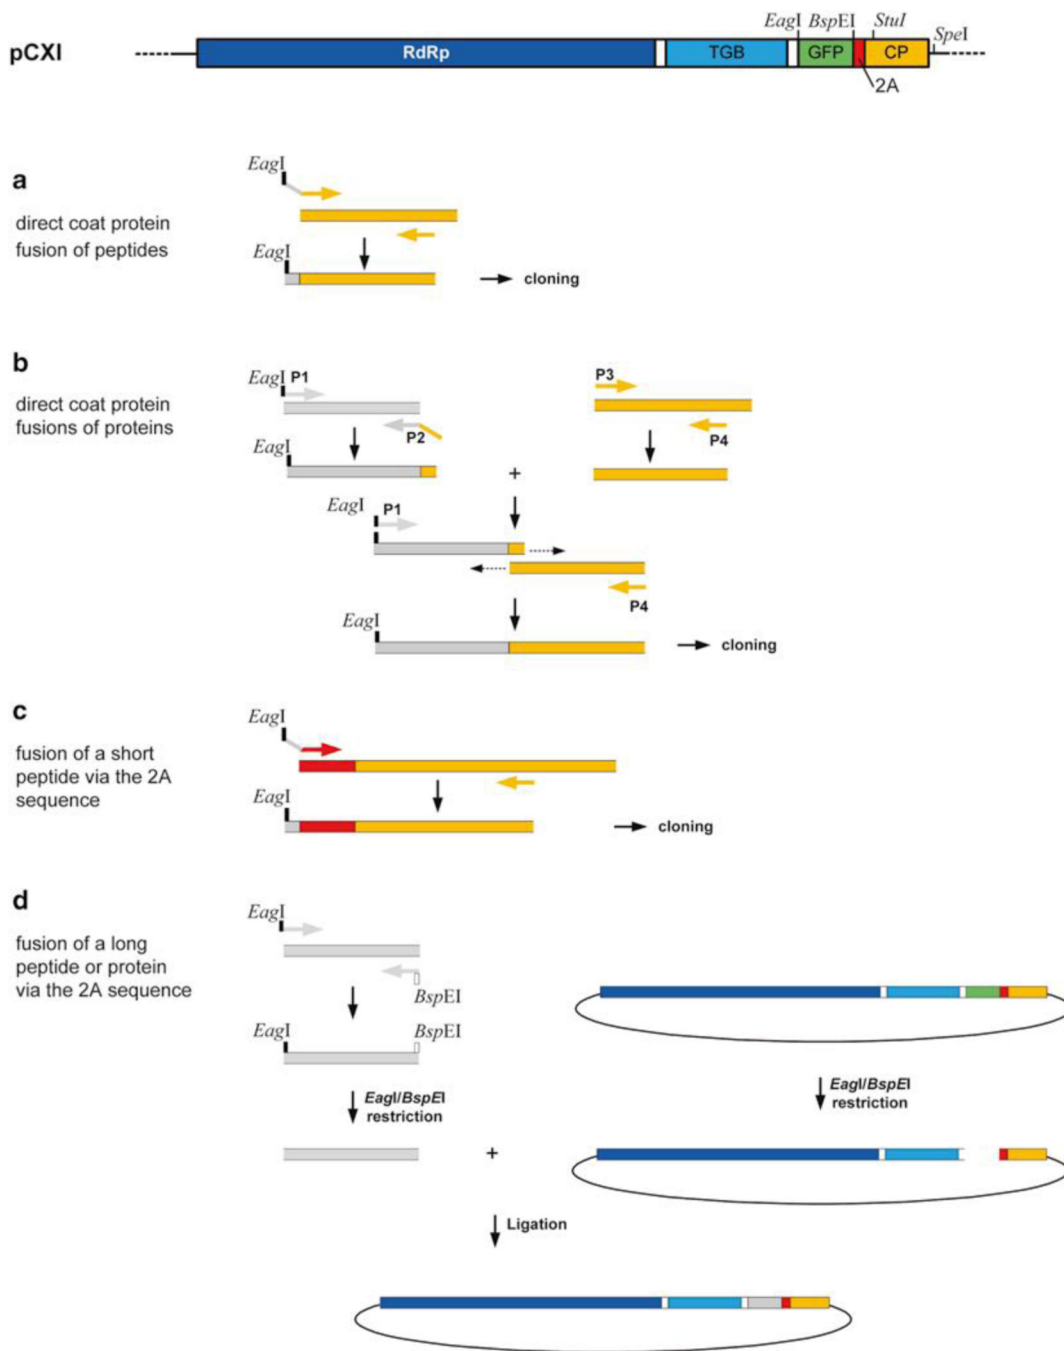 EagI BspEI StuI
SpeI
pCXI RdRp TGB GFP CP
2A
EagI
a
direct coat protein
fusion of peptides
EagI
cloning
b
EagI P1 P3
direct coat protein
fusions of proteins
P2 P4
EagI
+
EagI P1
P4
EagI
cloning
c
EagI
fusion of a short
peptide via the 2A
sequence
EagI
cloning
d
EagI
fusion of a long
peptide or protein
via the 2A sequence
BspEI
EagI BspEI
EagI/BspEI
restriction
EagI/BspEI
restriction
+
Ligation